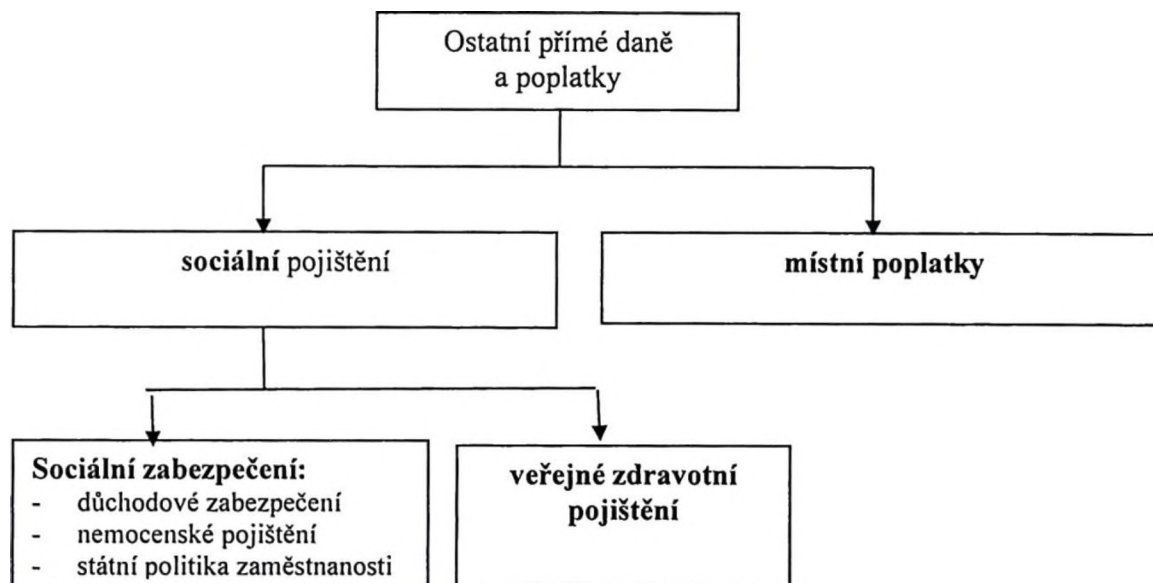 Ostatní přímé daně
a poplatky
sociální pojištění
místní poplatky
Sociální zabezpečení:
- důchodové zabezpečení
- nemocenské pojištění
- státní politika zaměstnanosti
veřejné zdravotní
pojištění